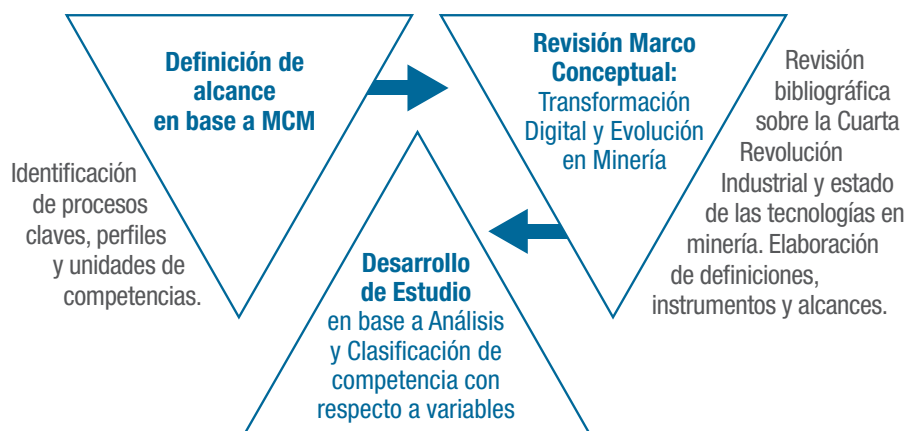 Definición de
alcance
en base a MCM
Identificación
de procesos
claves, perfiles
y unidades de
competencias.
Revisión Marco
Conceptual:
Transformación
Digital y Evolución
en Minería
Revisión
bibliográfica
sobre la Cuarta
Revolución
Industrial y estado
de las tecnologías en
minería. Elaboración
de definiciones,
instrumentos y alcances.
Desarrollo
de Estudio
en base a Análisis
y Clasificación de
competencia con
respecto a variables